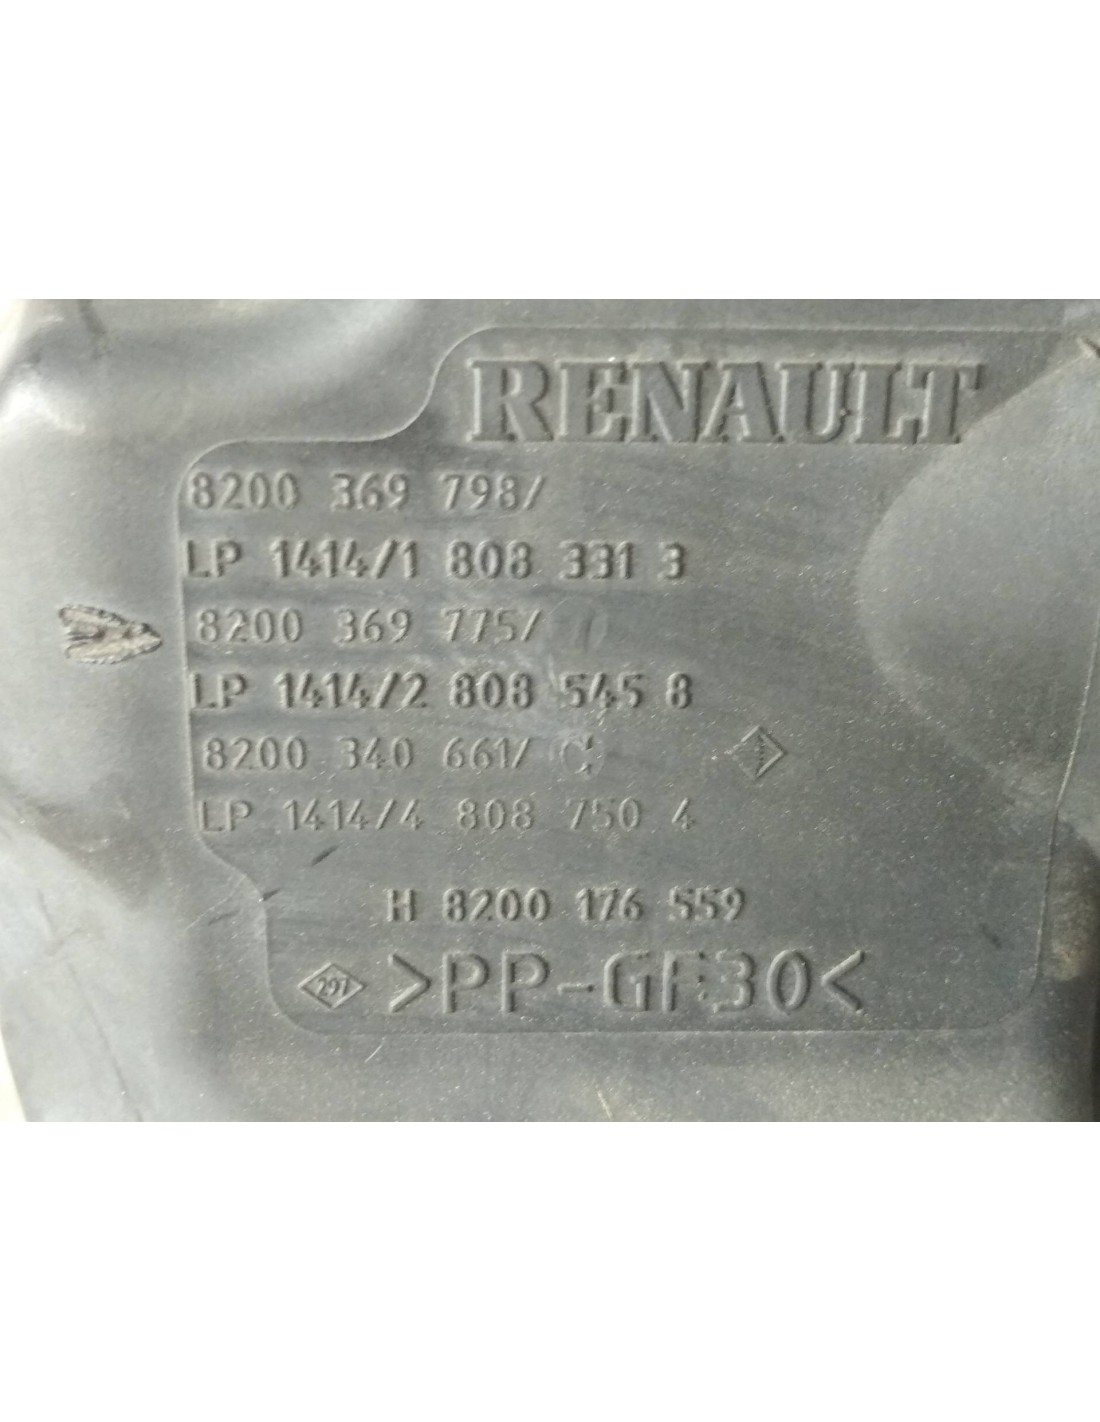 RENAULT
8200 369 798/
LP 1414/1 808 331 3
8200 369 775/
LP 1414/2 808 545 8
8200 340 661/ C
LP 1414/4 808 750 4
H 8200 176 559
297 >PP-GF30<